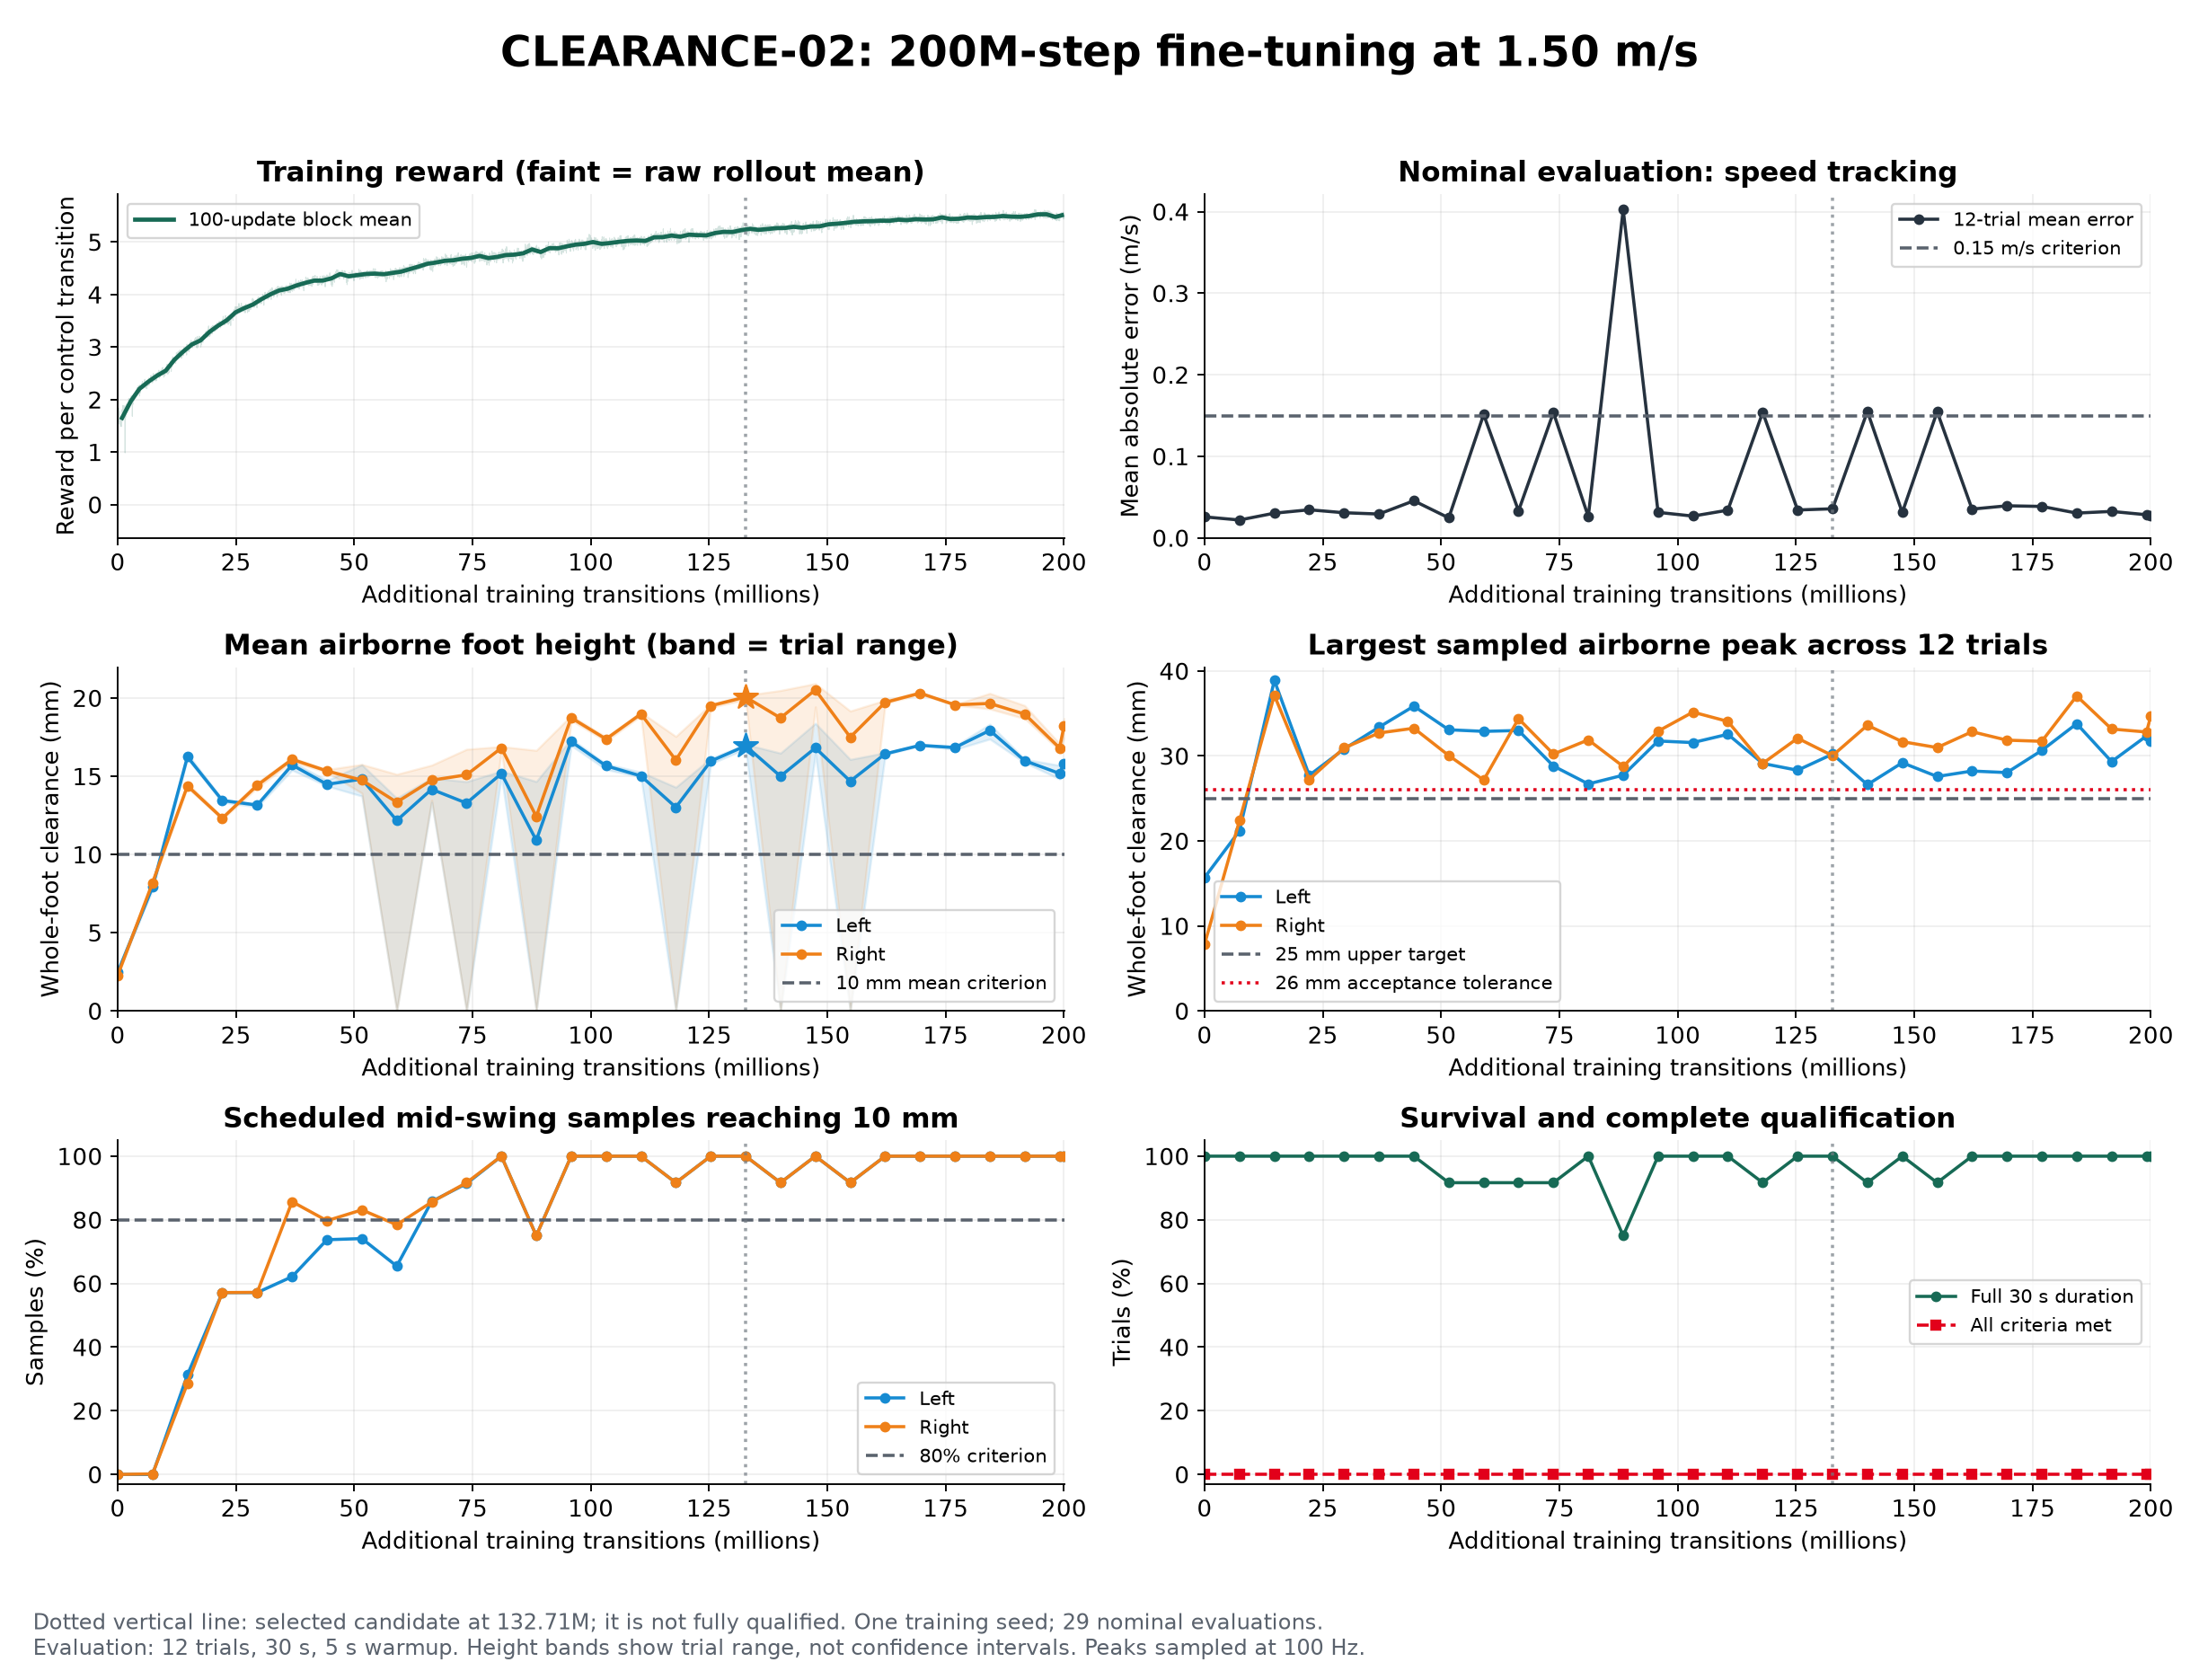 CLEARANCE-02: 200M-step fine-tuning at 1.50 m/s
Training reward (faint = raw rollout mean)
Reward per control transition
100-update block mean
5
4
3
2
1
0
0 25 50 75 100 125 150 175 200
Additional training transitions (millions)
Nominal evaluation: speed tracking
Mean absolute error (m/s)
12-trial mean error
0.15 m/s criterion
0.4
0.3
0.2
0.1
0.0
0 25 50 75 100 125 150 175 200
Additional training transitions (millions)
Mean airborne foot height (band = trial range)
Whole-foot clearance (mm)
20
15
10
5
0
Left
Right
10 mm mean criterion
0 25 50 75 100 125 150 175 200
Additional training transitions (millions)
Largest sampled airborne peak across 12 trials
Whole-foot clearance (mm)
40
30
20
10
0
Left
Right
25 mm upper target
26 mm acceptance tolerance
0 25 50 75 100 125 150 175 200
Additional training transitions (millions)
Scheduled mid-swing samples reaching 10 mm
Samples (%)
100
80
60
40
20
0
Left
Right
80% criterion
0 25 50 75 100 125 150 175 200
Additional training transitions (millions)
Survival and complete qualification
Trials (%)
100
80
60
40
20
0
Full 30 s duration
All criteria met
0 25 50 75 100 125 150 175 200
Additional training transitions (millions)
Dotted vertical line: selected candidate at 132.71M; it is not fully qualified. One training seed; 29 nominal evaluations.
Evaluation: 12 trials, 30 s, 5 s warmup. Height bands show trial range, not confidence intervals. Peaks sampled at 100 Hz.